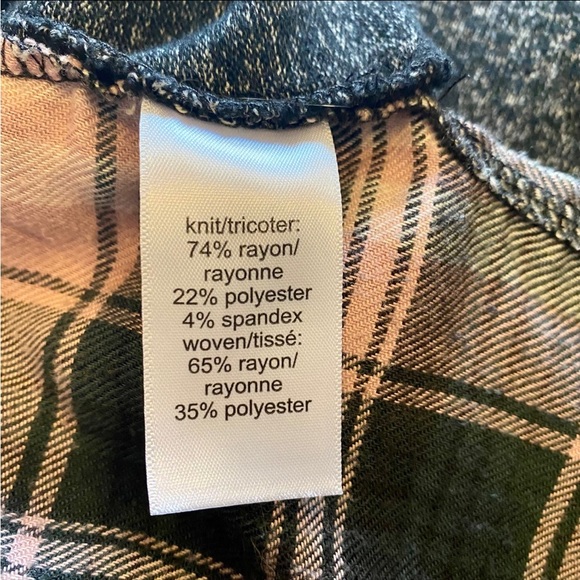 knit/tricoter:
74% rayon/
rayonne
22% polyester
4% spandex
woven/tissé:
65% rayon/
rayonne
35% polyester